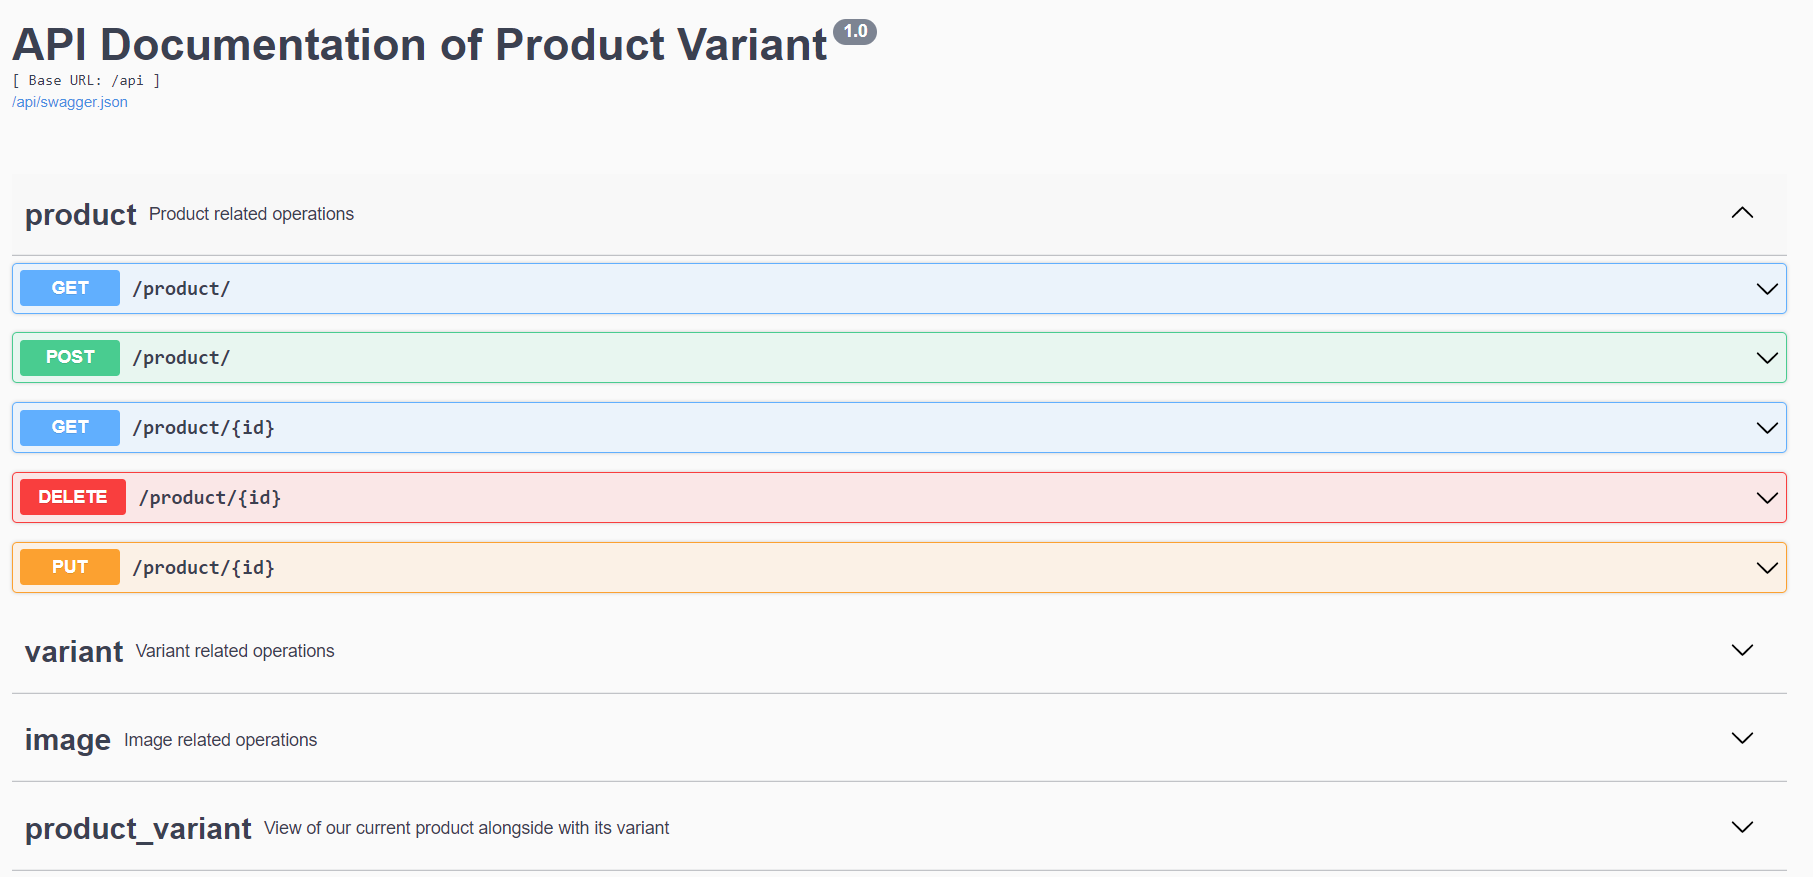 API Documentation of Product Variant 1.0
[ Base URL: /api ]
/api/swagger.json
product Product related operations
GET /product/
POST /product/
GET /product/{id}
DELETE /product/{id}
PUT /product/{id}
variant Variant related operations
image Image related operations
product_variant View of our current product alongside with its variant